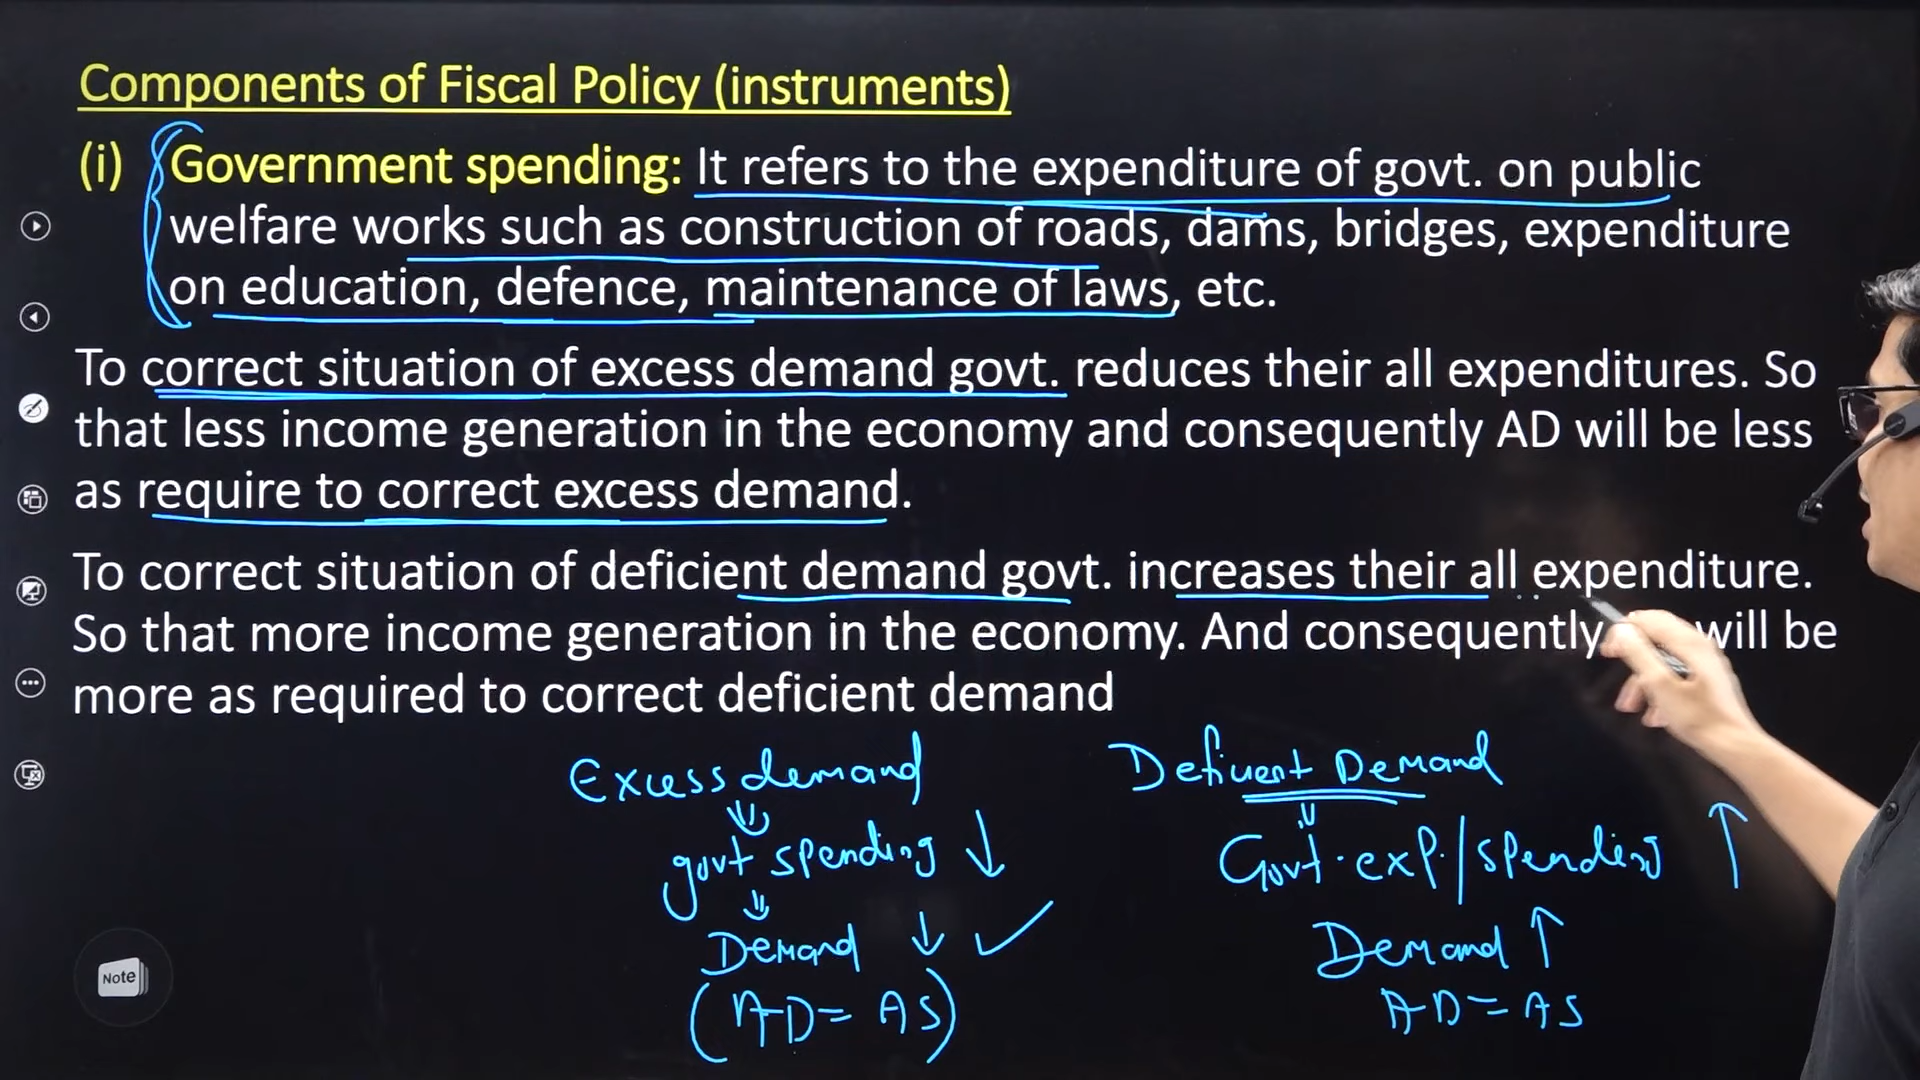 Components of Fiscal Policy (instruments)
(i) Government spending: It refers to the expenditure of govt. on public
welfare works such as construction of roads, dams, bridges, expenditure
on education, defence, maintenance of laws, etc.
To correct situation of excess demand govt. reduces their all expenditures. So
that less income generation in the economy and consequently AD will be less
as require to correct excess demand.
To correct situation of deficient demand govt. increases their all expenditure.
So that more income generation in the economy. And consequently will be
more as required to correct deficient demand
Excess demand
govt spending ↓
Demand ↓ ✓
(AD = AS)
Deficient Demand
Govt. exp./spending ↑
Demand ↑
AD = AS
Note